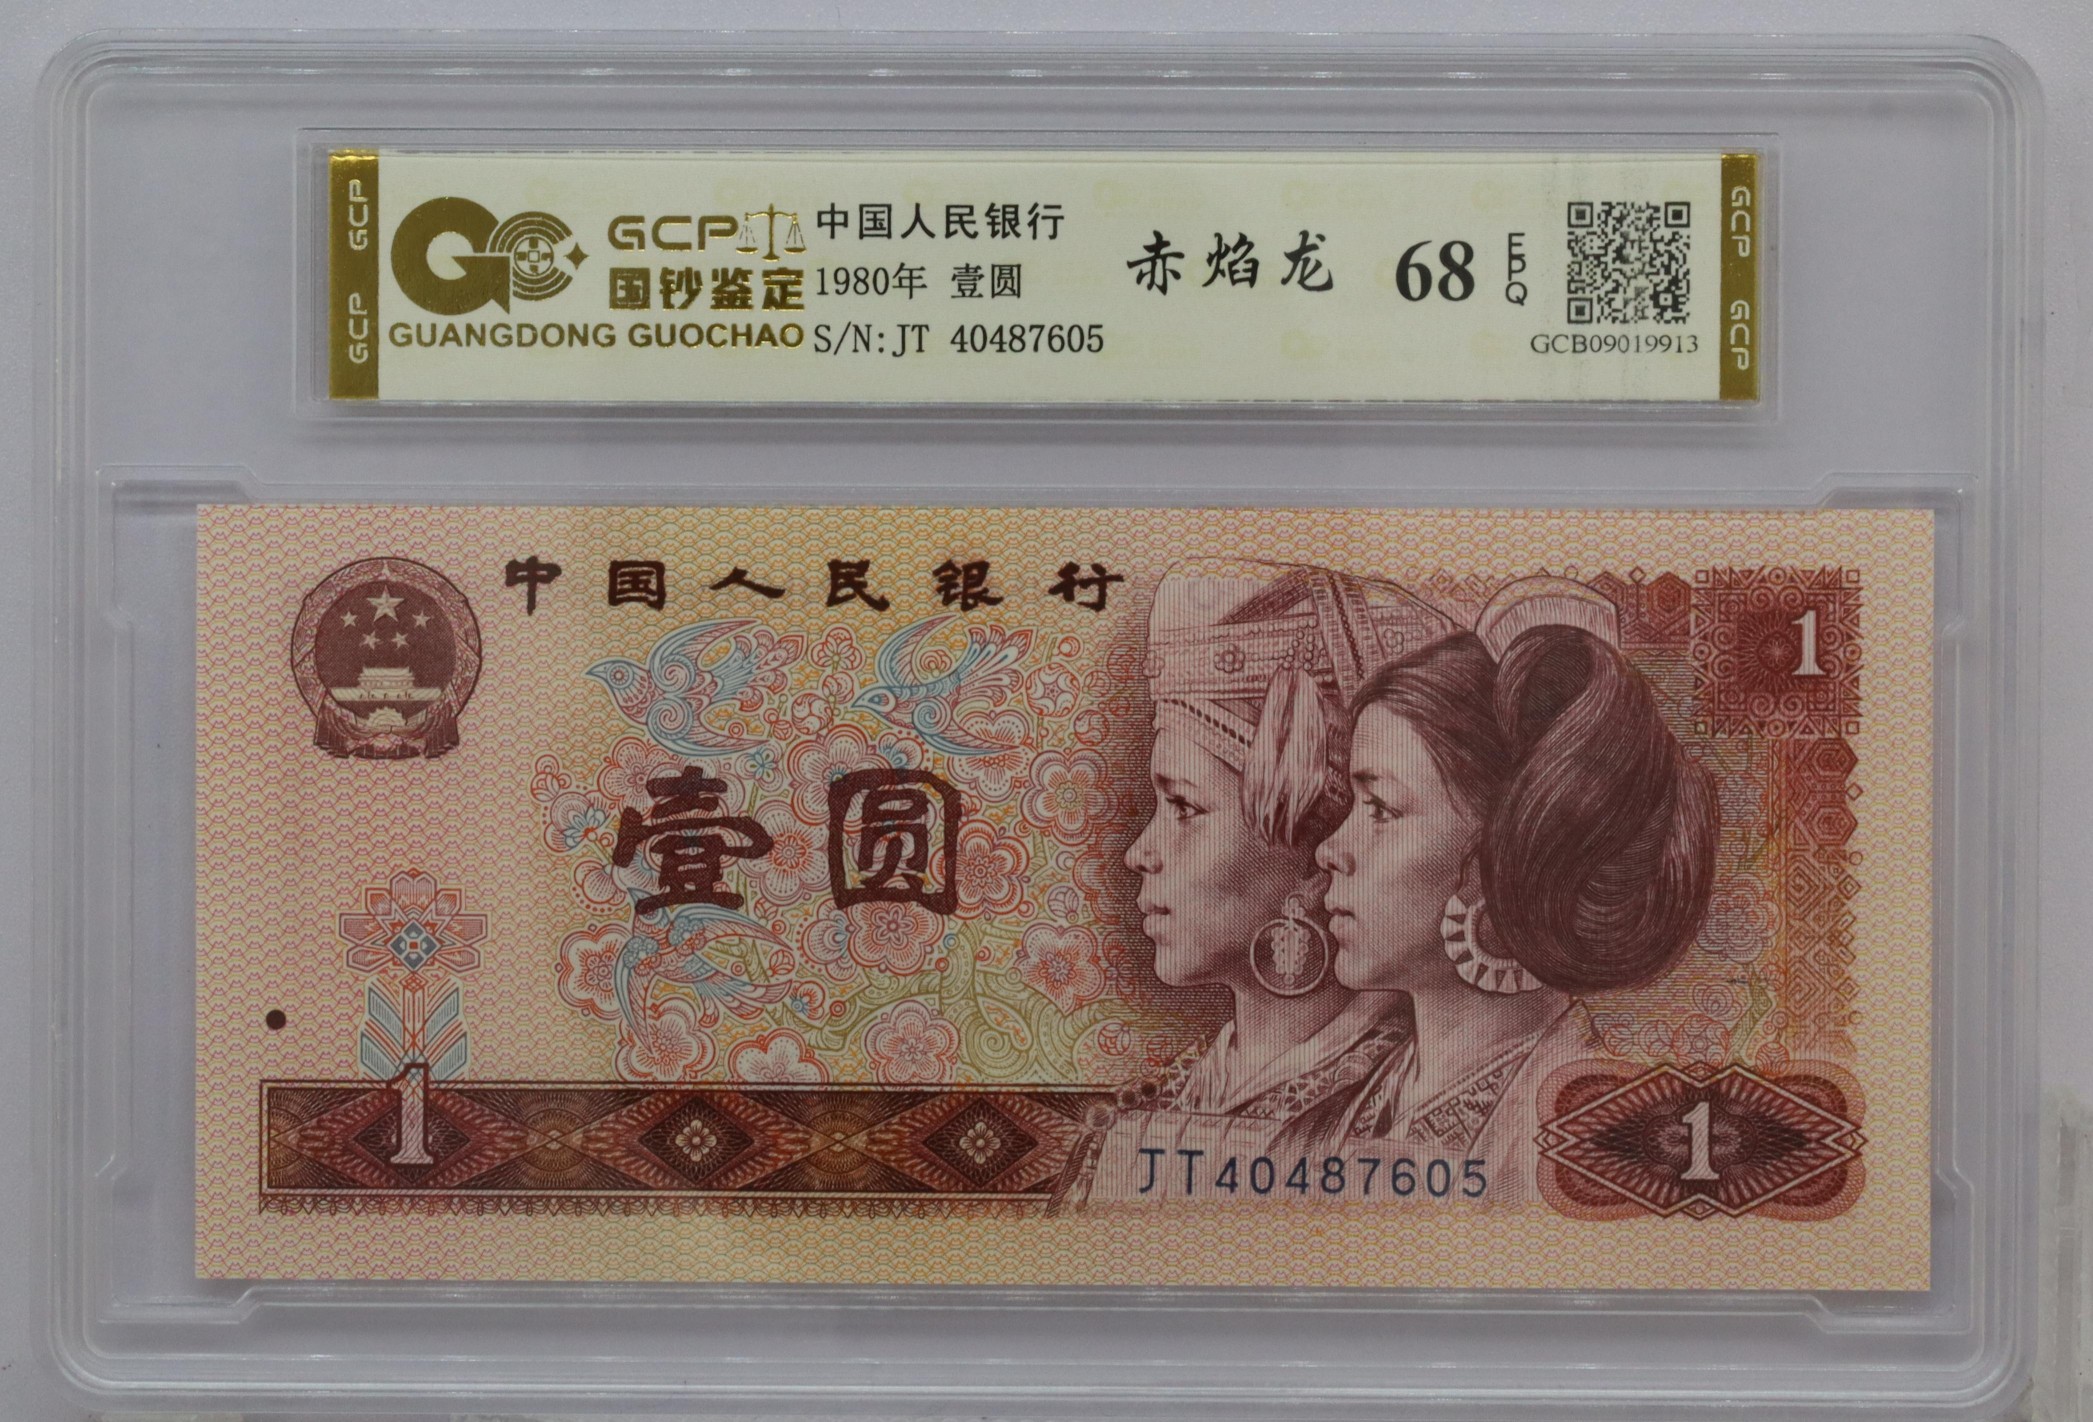 GCP GCP
GCP
国钞鉴定
GUANGDONG GUOCHAO
中国人民银行
1980年 壹圆
S/N: JT 40487605
赤焰龙
68
EPQ
GCB09019913
GCP GCP
中国人民银行
1
壹圆
1
JT40487605
1